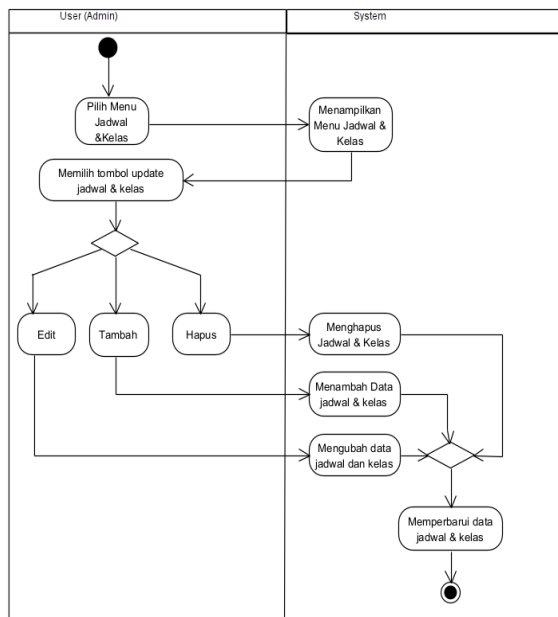 User (Admin)
System
Pilih Menu
Jadwal
&Kelas
Menampilkan
Menu Jadwal &
Kelas
Memilih tombol update
jadwal & kelas
Edit
Tambah
Hapus
Menghapus
Jadwal & Kelas
Menambah Data
jadwal & kelas
Mengubah data
jadwal dan kelas
Memperbarui data
jadwal & kelas